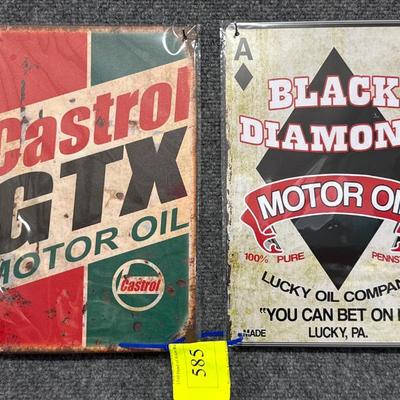 Castrol
GTX
MOTOR OIL
Castrol
A
BLACK
DIAMON
MOTOR OI
100% PURE PENNS
LUCKY OIL COMPAN
"YOU CAN BET ON I
MADE LUCKY, PA.
585